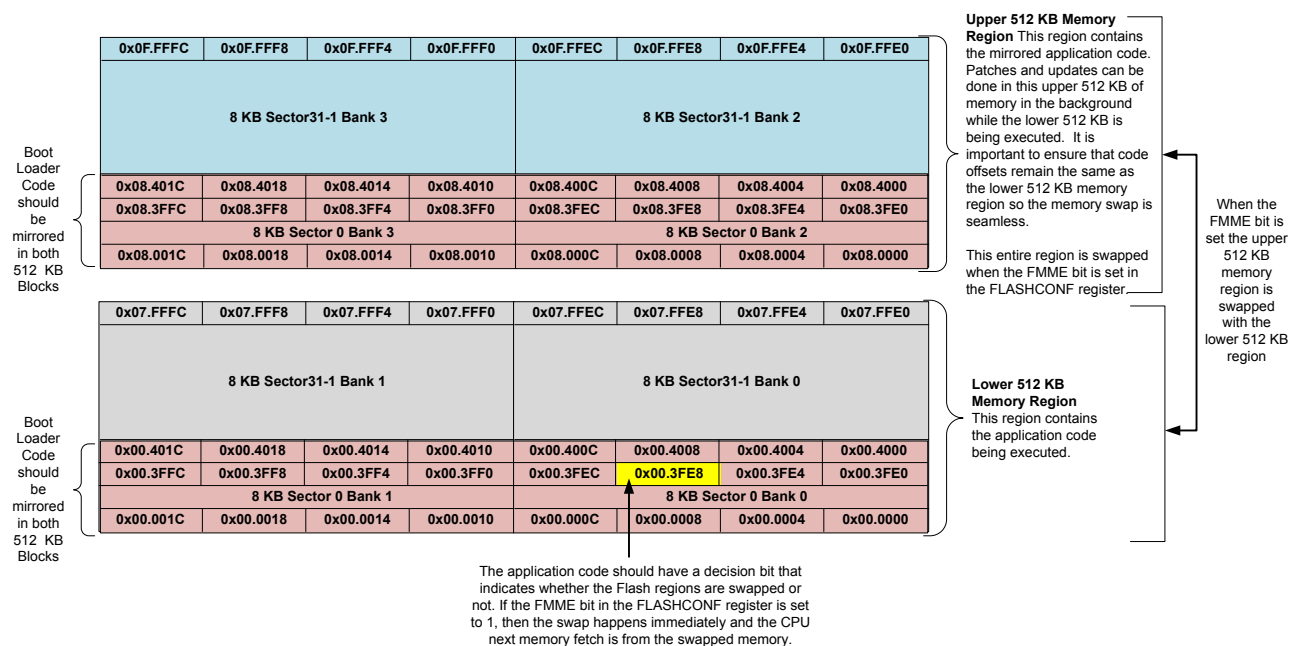 Upper 512 KB Memory
Region This region contains
the mirrored application code.
Patches and updates can be
done in this upper 512 KB of
memory in the background
while the lower 512 KB is
being executed. It is
important to ensure that code
offsets remain the same as
the lower 512 KB memory
region so the memory swap is
seamless.
This entire region is swapped
when the FMME bit is set in
the FLASHCONF register.
0x0F.FFFC 0x0F.FFF8 0x0F.FFF4 0x0F.FFF0 0x0F.FFEC 0x0F.FFE8 0x0F.FFE4 0x0F.FFE0
8 KB Sector31-1 Bank 3 8 KB Sector31-1 Bank 2
0x08.401C 0x08.4018 0x08.4014 0x08.4010 0x08.400C 0x08.4008 0x08.4004 0x08.4000
0x08.3FFC 0x08.3FF8 0x08.3FF4 0x08.3FF0 0x08.3FEC 0x08.3FE8 0x08.3FE4 0x08.3FE0
8 KB Sector 0 Bank 3 8 KB Sector 0 Bank 2
0x08.001C 0x08.0018 0x08.0014 0x08.0010 0x08.000C 0x08.0008 0x08.0004 0x08.0000
Boot
Loader
Code
should
be
mirrored
in both
512 KB
Blocks
When the
FMME bit is
set the upper
512 KB
memory
region is
swapped
with the
lower 512 KB
region
0x07.FFFC 0x07.FFF8 0x07.FFF4 0x07.FFF0 0x07.FFEC 0x07.FFE8 0x07.FFE4 0x07.FFE0
8 KB Sector31-1 Bank 1 8 KB Sector31-1 Bank 0
0x00.401C 0x00.4018 0x00.4014 0x00.4010 0x00.400C 0x00.4008 0x00.4004 0x00.4000
0x00.3FFC 0x00.3FF8 0x00.3FF4 0x00.3FF0 0x00.3FEC 0x00.3FE8 0x00.3FE4 0x00.3FE0
8 KB Sector 0 Bank 1 8 KB Sector 0 Bank 0
0x00.001C 0x00.0018 0x00.0014 0x00.0010 0x00.000C 0x00.0008 0x00.0004 0x00.0000
Boot
Loader
Code
should
be
mirrored
in both
512 KB
Blocks
Lower 512 KB
Memory Region
This region contains
the application code
being executed.
The application code should have a decision bit that
indicates whether the Flash regions are swapped or
not. If the FMME bit in the FLASHCONF register is set
to 1, then the swap happens immediately and the CPU
next memory fetch is from the swapped memory.